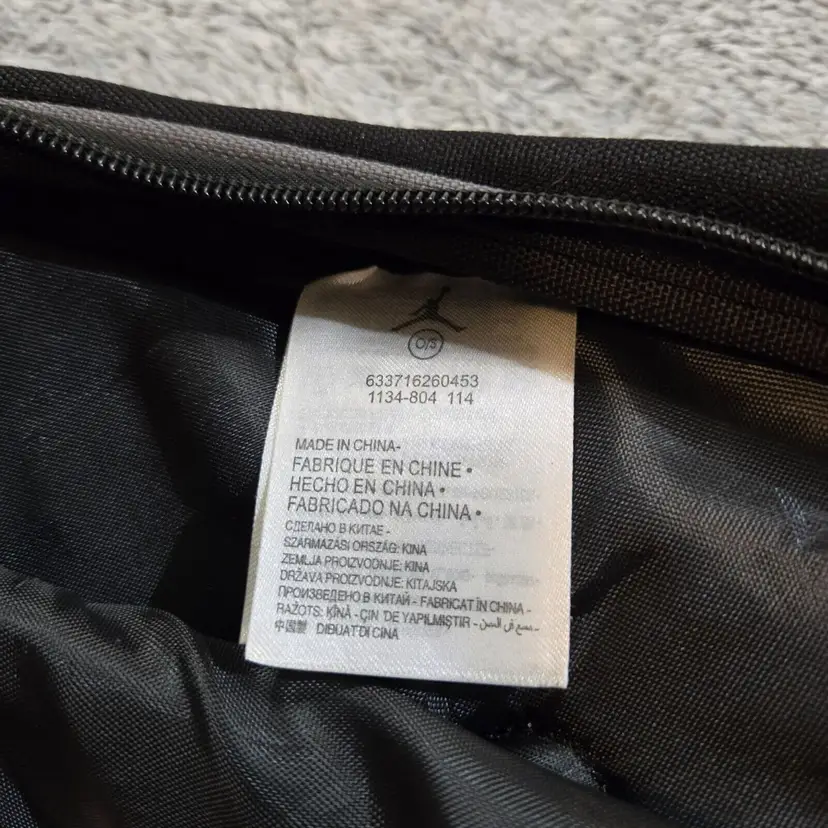 O/S
633716260453
1134-804 114
MADE IN CHINA-
FABRIQUE EN CHINE •
HECHO EN CHINA •
FABRICADO NA CHINA •
СДЕЛАНО В КИТАЕ -
SZÁRMAZÁSI ORSZÁG: KÍNA
ZEMLJA PROIZVODNJE: KINA
DRŽAVA PROIZVODNJE: KITAJSKA
ПРОИЗВЕДЕНО В КИТАЙ - FABRICAT ÎN CHINA -
RAŽOTS: ĶĪNĀ - ÇİN 'DE YAPILMIŞTIR - صنع في الصين -
中国製 DIBUAT DI CINA